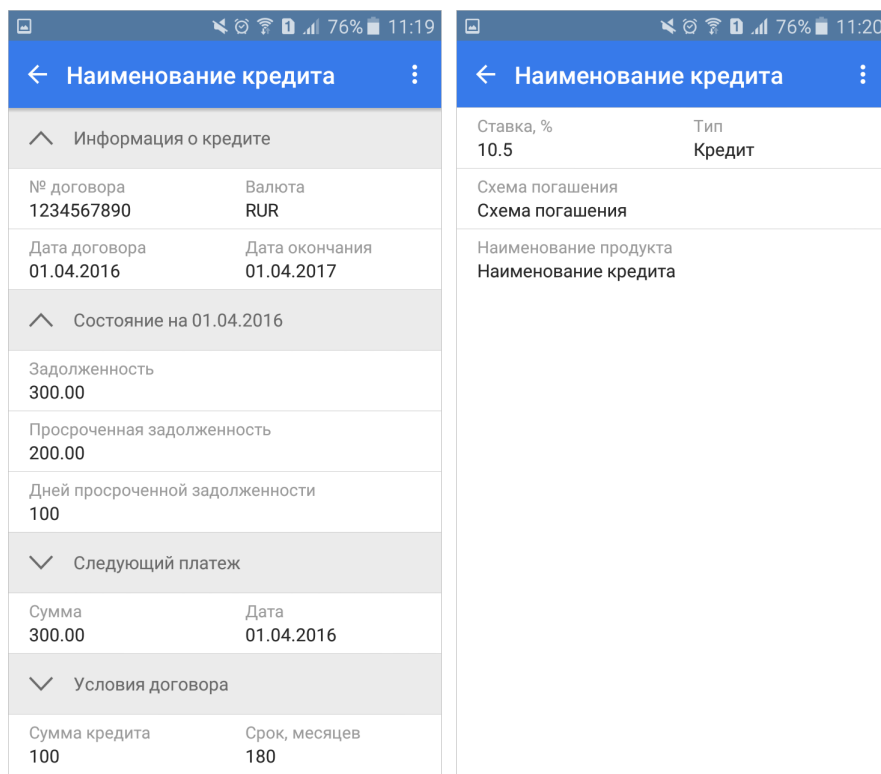 1 76% 11:19
Наименование кредита
Информация о кредите
№ договора Валюта
1234567890 RUR
Дата договора Дата окончания
01.04.2016 01.04.2017
Состояние на 01.04.2016
Задолженность
300.00
Просроченная задолженность
200.00
Дней просроченной задолженности
100
Следующий платеж
Сумма Дата
300.00 01.04.2016
Условия договора
Сумма кредита Срок, месяцев
100 180
1 76% 11:20
Наименование кредита
Ставка, % Тип
10.5 Кредит
Схема погашения
Схема погашения
Наименование продукта
Наименование кредита